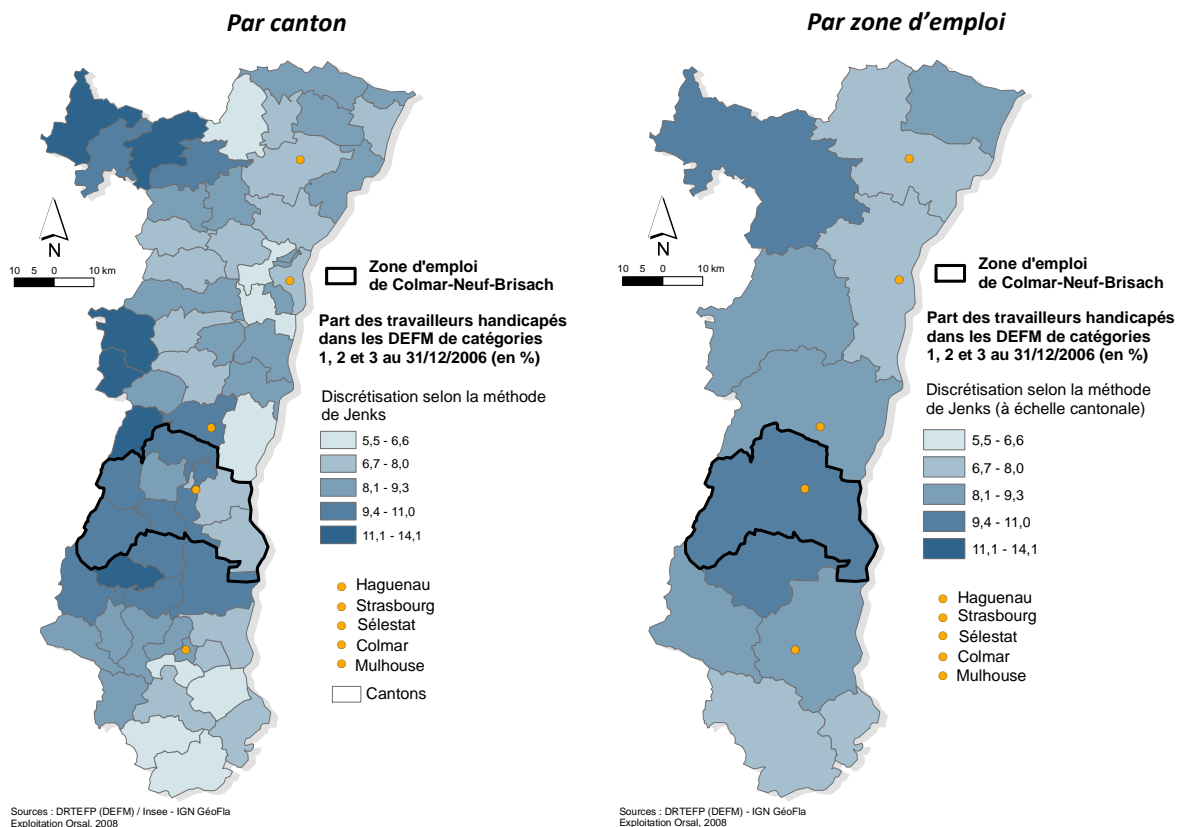 Par canton
N
10 5 0 10 km
Zone d'emploi
de Colmar-Neuf-Brisach
Part des travailleurs handicapés
dans les DEFM de catégories
1, 2 et 3 au 31/12/2006 (en %)
Discrétisation selon la méthode
de Jenks
5,5 - 6,6
6,7 - 8,0
8,1 - 9,3
9,4 - 11,0
11,1 - 14,1
Haguenau
Strasbourg
Sélestat
Colmar
Mulhouse
Cantons
Sources : DRTEFP (DEFM) / Insee - IGN GéoFla
Exploitation Orsal, 2008
Par zone d'emploi
N
10 5 0 10 km
Zone d'emploi
de Colmar-Neuf-Brisach
Part des travailleurs handicapés
dans les DEFM de catégories
1, 2 et 3 au 31/12/2006 (en %)
Discrétisation selon la méthode
de Jenks (à échelle cantonale)
5,5 - 6,6
6,7 - 8,0
8,1 - 9,3
9,4 - 11,0
11,1 - 14,1
Haguenau
Strasbourg
Sélestat
Colmar
Mulhouse
Sources : DRTEFP (DEFM) - IGN GéoFla
Exploitation Orsal, 2008